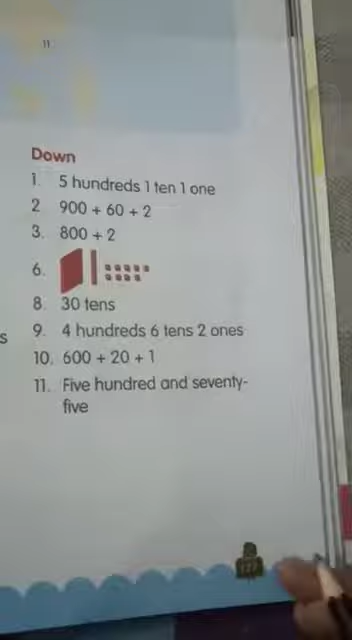 11
Down
1. 5 hundreds 1 ten 1 one
2. 900 + 60 + 2
3. 800 + 2
6.
8. 30 tens
s
9. 4 hundreds 6 tens 2 ones
10. 600 + 20 + 1
11. Five hundred and seventy-
five